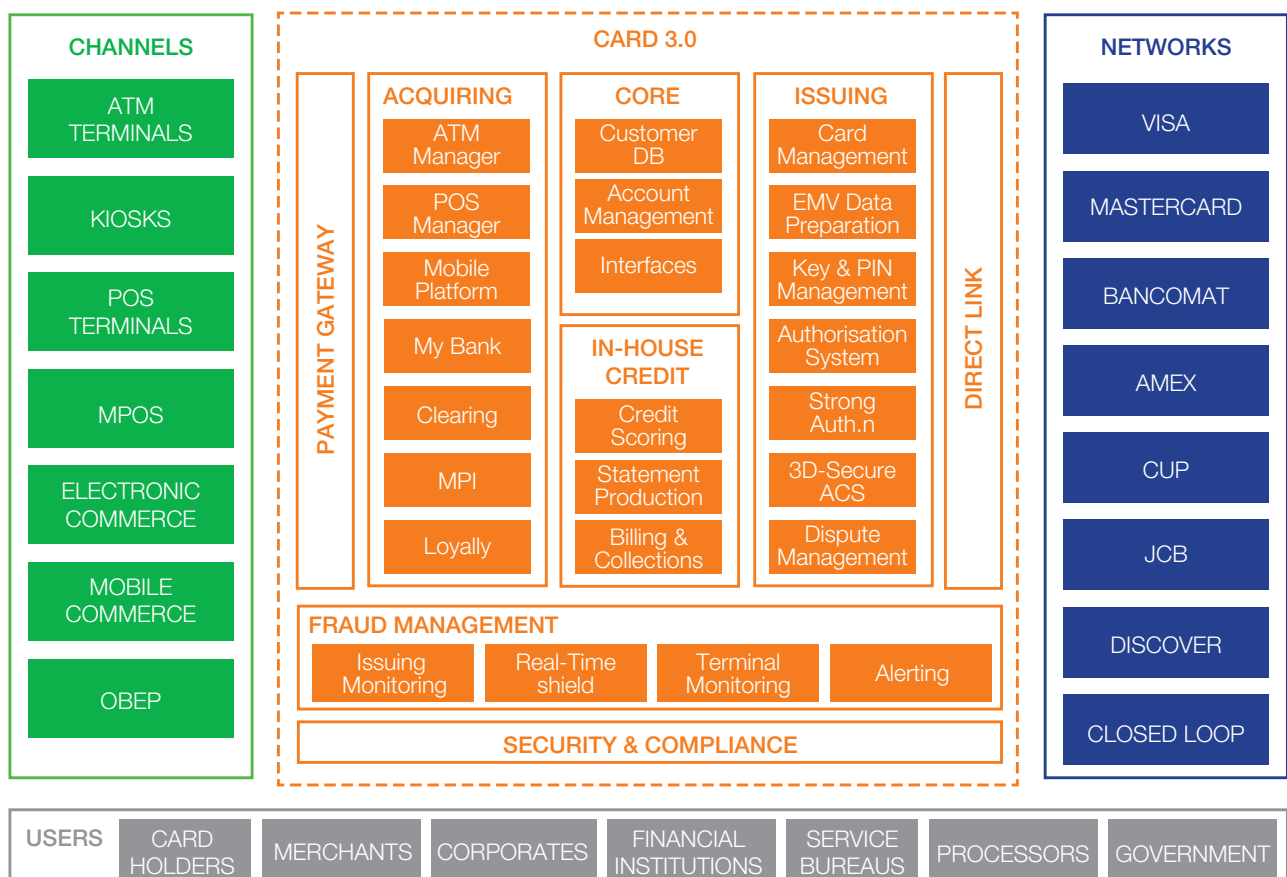 CHANNELS
ATM
TERMINALS
KIOSKS
POS
TERMINALS
MPOS
ELECTRONIC
COMMERCE
MOBILE
COMMERCE
OBEP
CARD 3.0
PAYMENT GATEWAY
ACQUIRING
ATM
Manager
POS
Manager
Mobile
Platform
My Bank
Clearing
MPI
Loyally
CORE
Customer
DB
Account
Management
Interfaces
IN-HOUSE
CREDIT
Credit
Scoring
Statement
Production
Billing &
Collections
ISSUING
Card
Management
EMV Data
Preparation
Key & PIN
Management
Authorisation
System
Strong
Auth.n
3D-Secure
ACS
Dispute
Management
DIRECT LINK
FRAUD MANAGEMENT
Issuing
Monitoring
Real-Time
shield
Terminal
Monitoring
Alerting
SECURITY & COMPLIANCE
NETWORKS
VISA
MASTERCARD
BANCOMAT
AMEX
CUP
JCB
DISCOVER
CLOSED LOOP
USERS
CARD
HOLDERS
MERCHANTS
CORPORATES
FINANCIAL
INSTITUTIONS
SERVICE
BUREAUS
PROCESSORS
GOVERNMENT